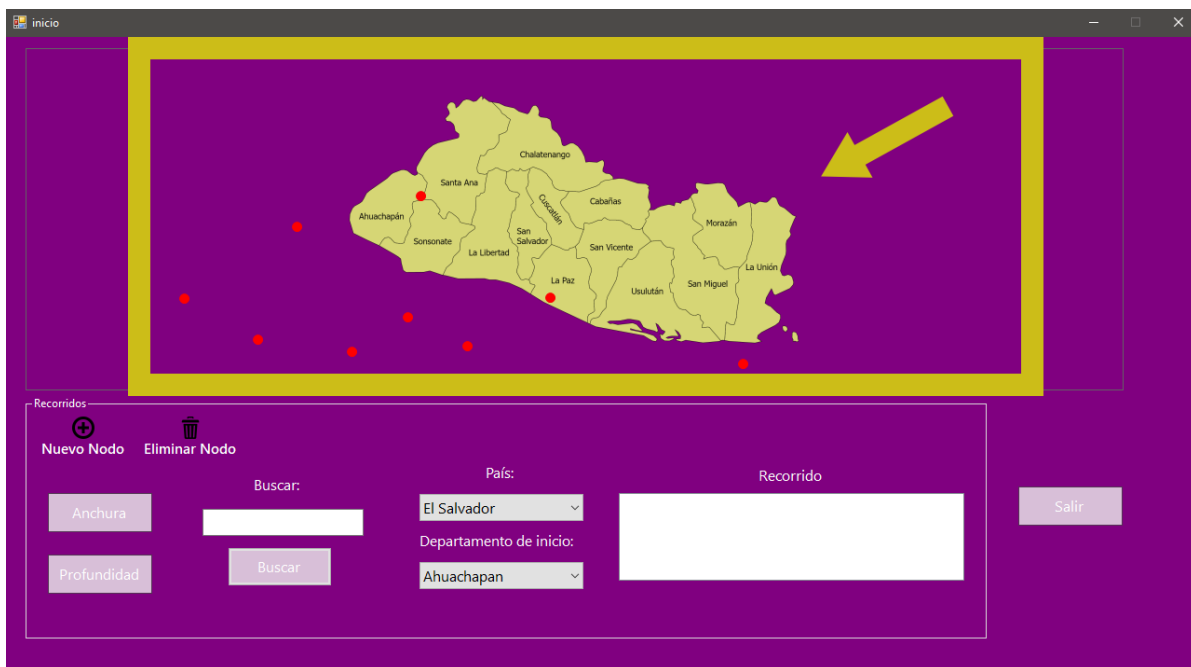 inicio
Chalatenango
Santa Ana
Cuscatlán
Cabañas
Ahuachapán
Morazán
San
Salvador
Sonsonate
La Libertad
San Vicente
La Unión
La Paz
San Miguel
Usulután
Recorridos
Nuevo Nodo
Eliminar Nodo
País:
Recorrido
Buscar:
Anchura
El Salvador
Salir
Departamento de inicio:
Profundidad
Buscar
Ahuachapan